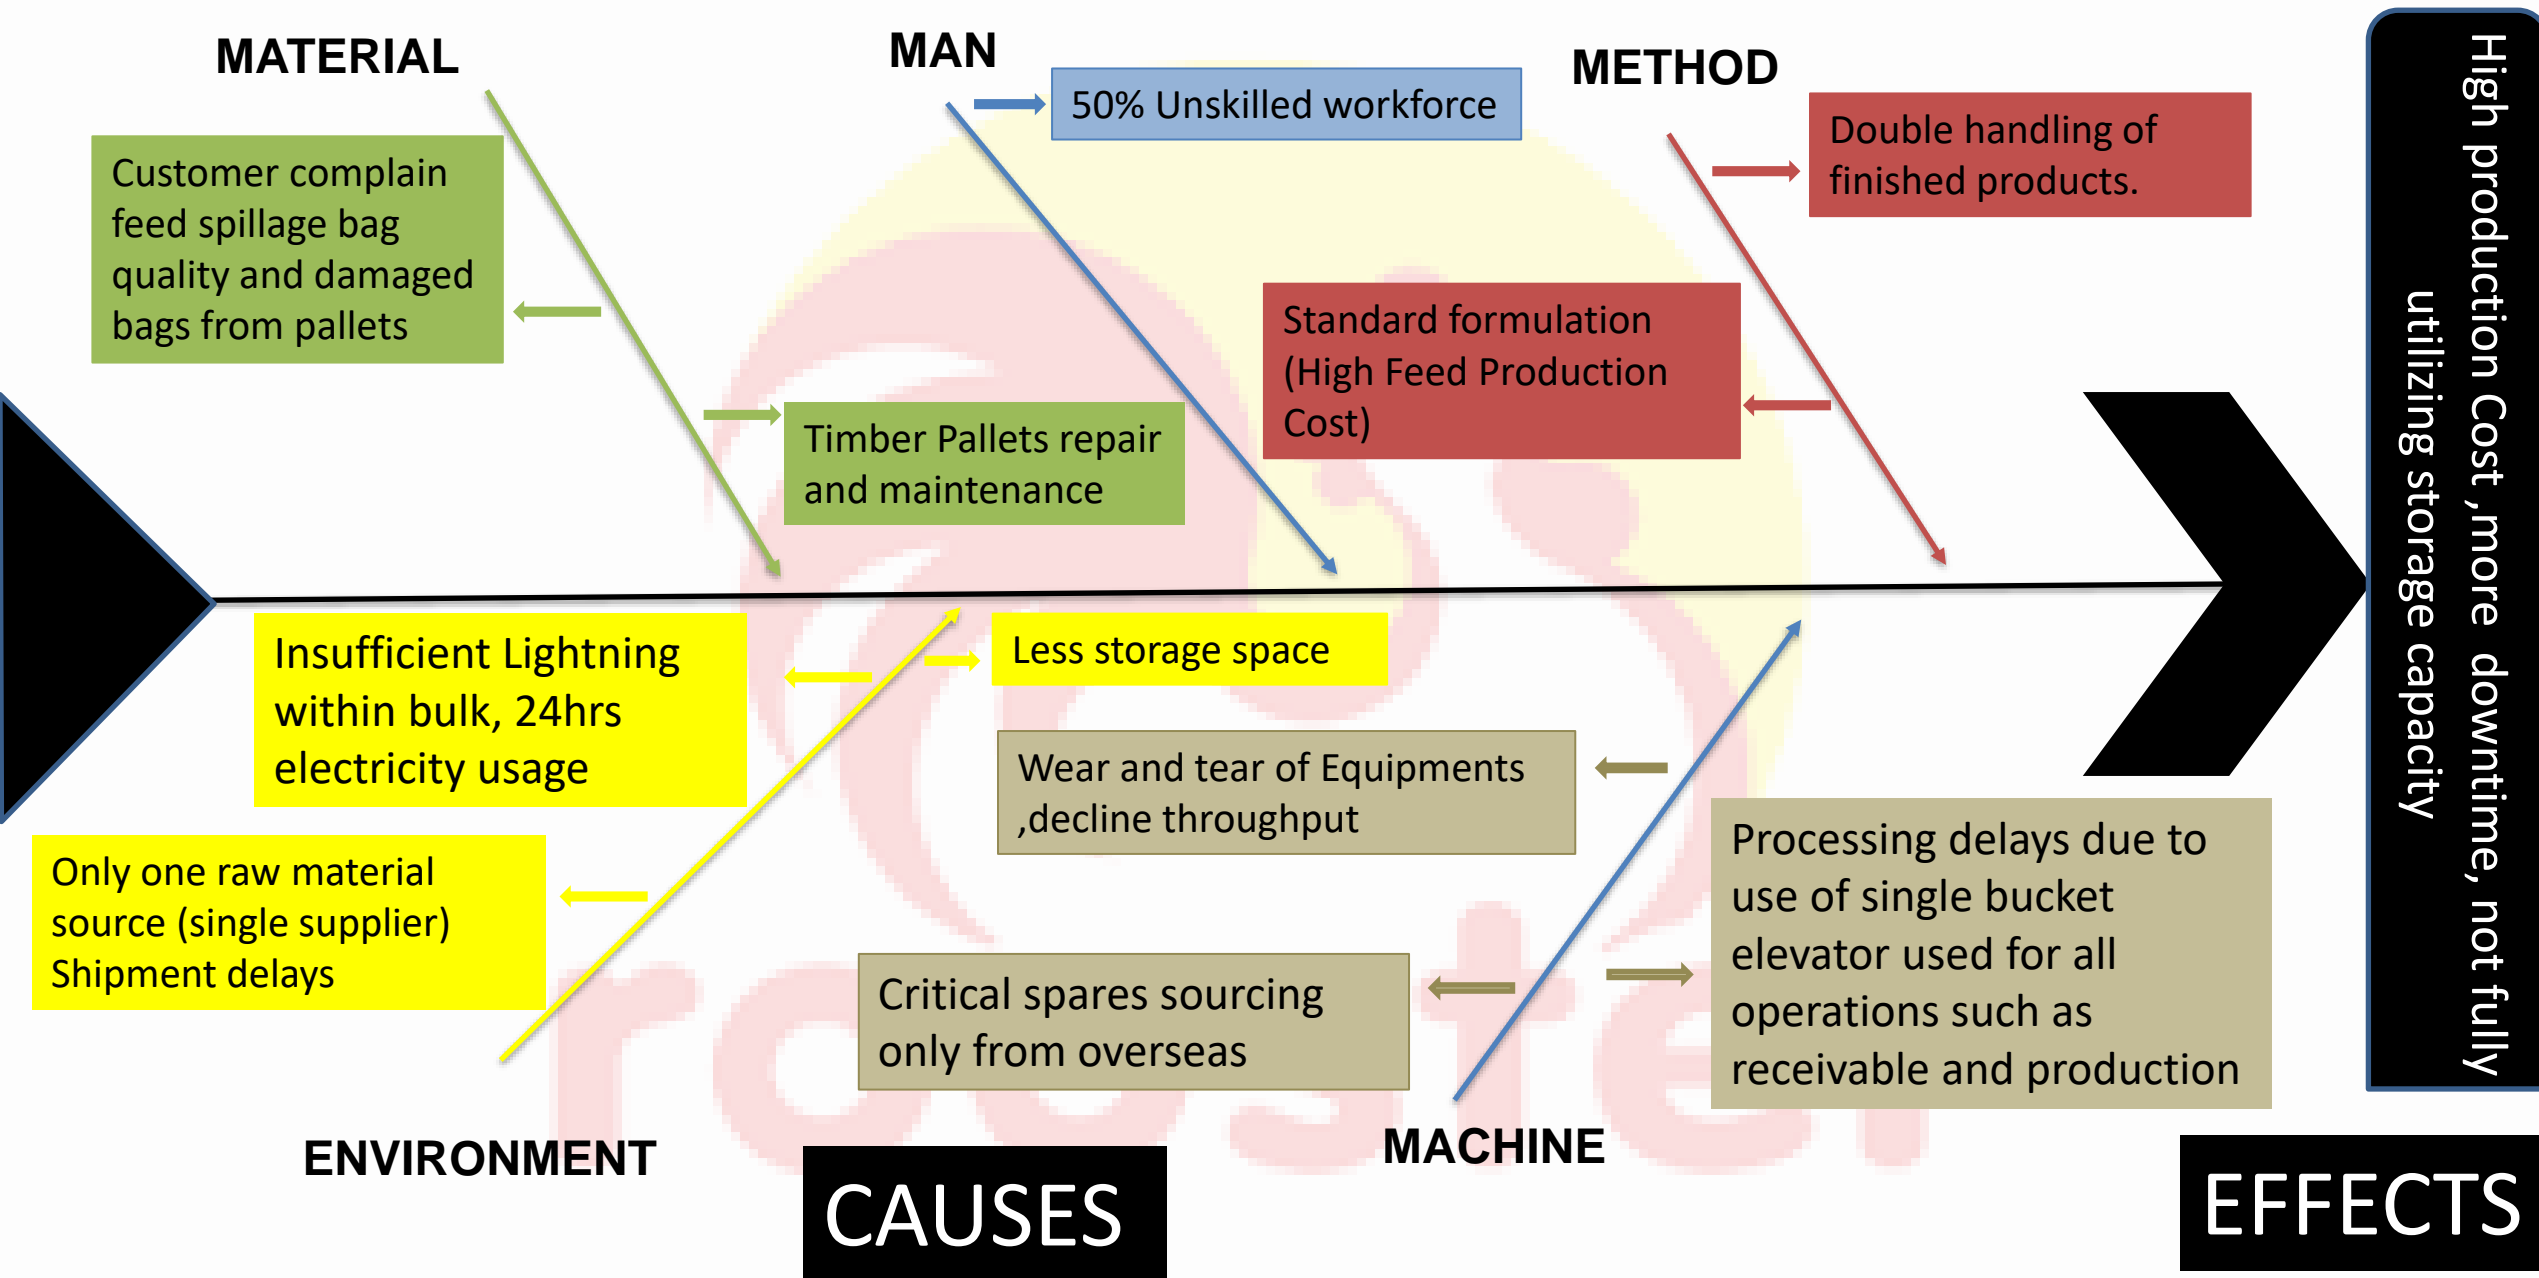 MATERIAL
MAN
METHOD
50% Unskilled workforce
Double handling of
finished products.
Customer complain
feed spillage bag
quality and damaged
bags from pallets
Standard formulation
(High Feed Production
Cost)
Timber Pallets repair
and maintenance
High production Cost ,more downtime, not fully
utilizing storage capacity
Insufficient Lightning
within bulk, 24hrs
electricity usage
Less storage space
Wear and tear of Equipments
,decline throughput
Only one raw material
source (single supplier)
Shipment delays
Processing delays due to
use of single bucket
elevator used for all
operations such as
receivable and production
Critical spares sourcing
only from overseas
rooster
ENVIRONMENT
MACHINE
CAUSES
EFFECTS